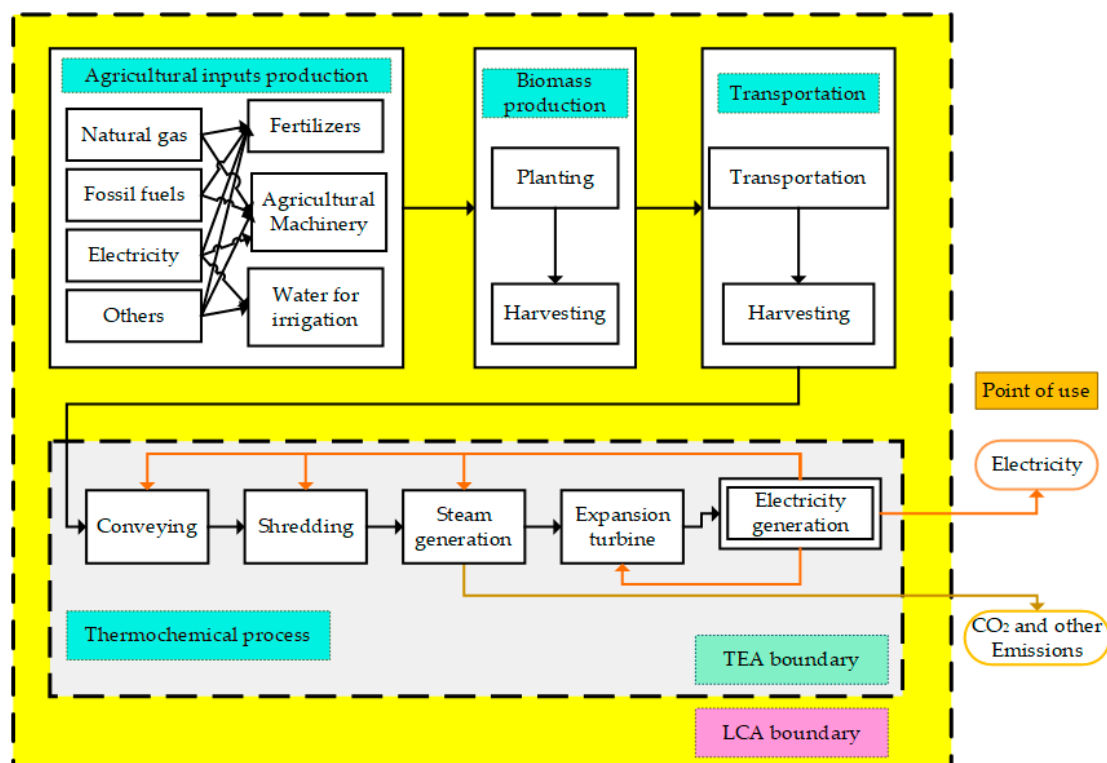 Agricultural inputs production
Natural gas
Fossil fuels
Electricity
Others
Fertilizers
Agricultural
Machinery
Water for
irrigation
Biomass
production
Planting
Harvesting
Transportation
Transportation
Harvesting
Point of use
Electricity
Conveying
Shredding
Steam
generation
Expansion
turbine
Electricity
generation
CO₂ and other
Emissions
Thermochemical process
TEA boundary
LCA boundary